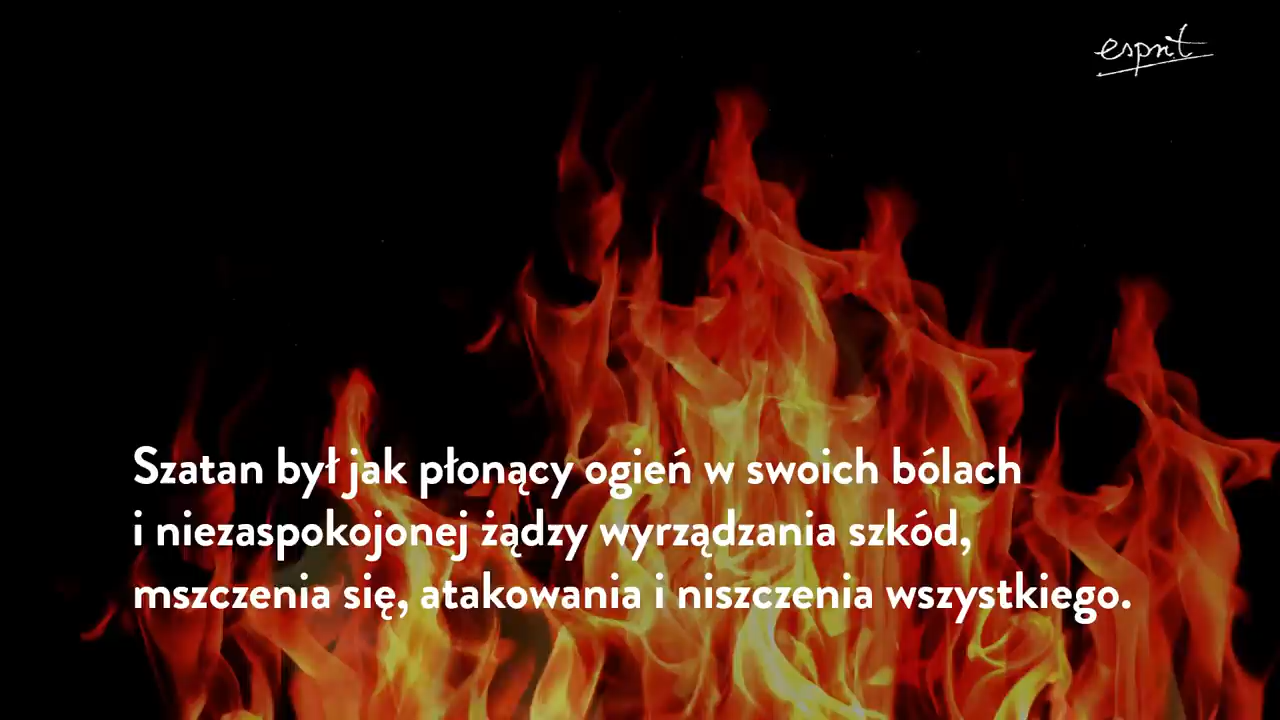 esprit
Szatan był jak płonący ogień w swoich bólach
i niezaspokojonej żądzy wyrządzania szkód,
mszczenia się, atakowania i niszczenia wszystkiego.